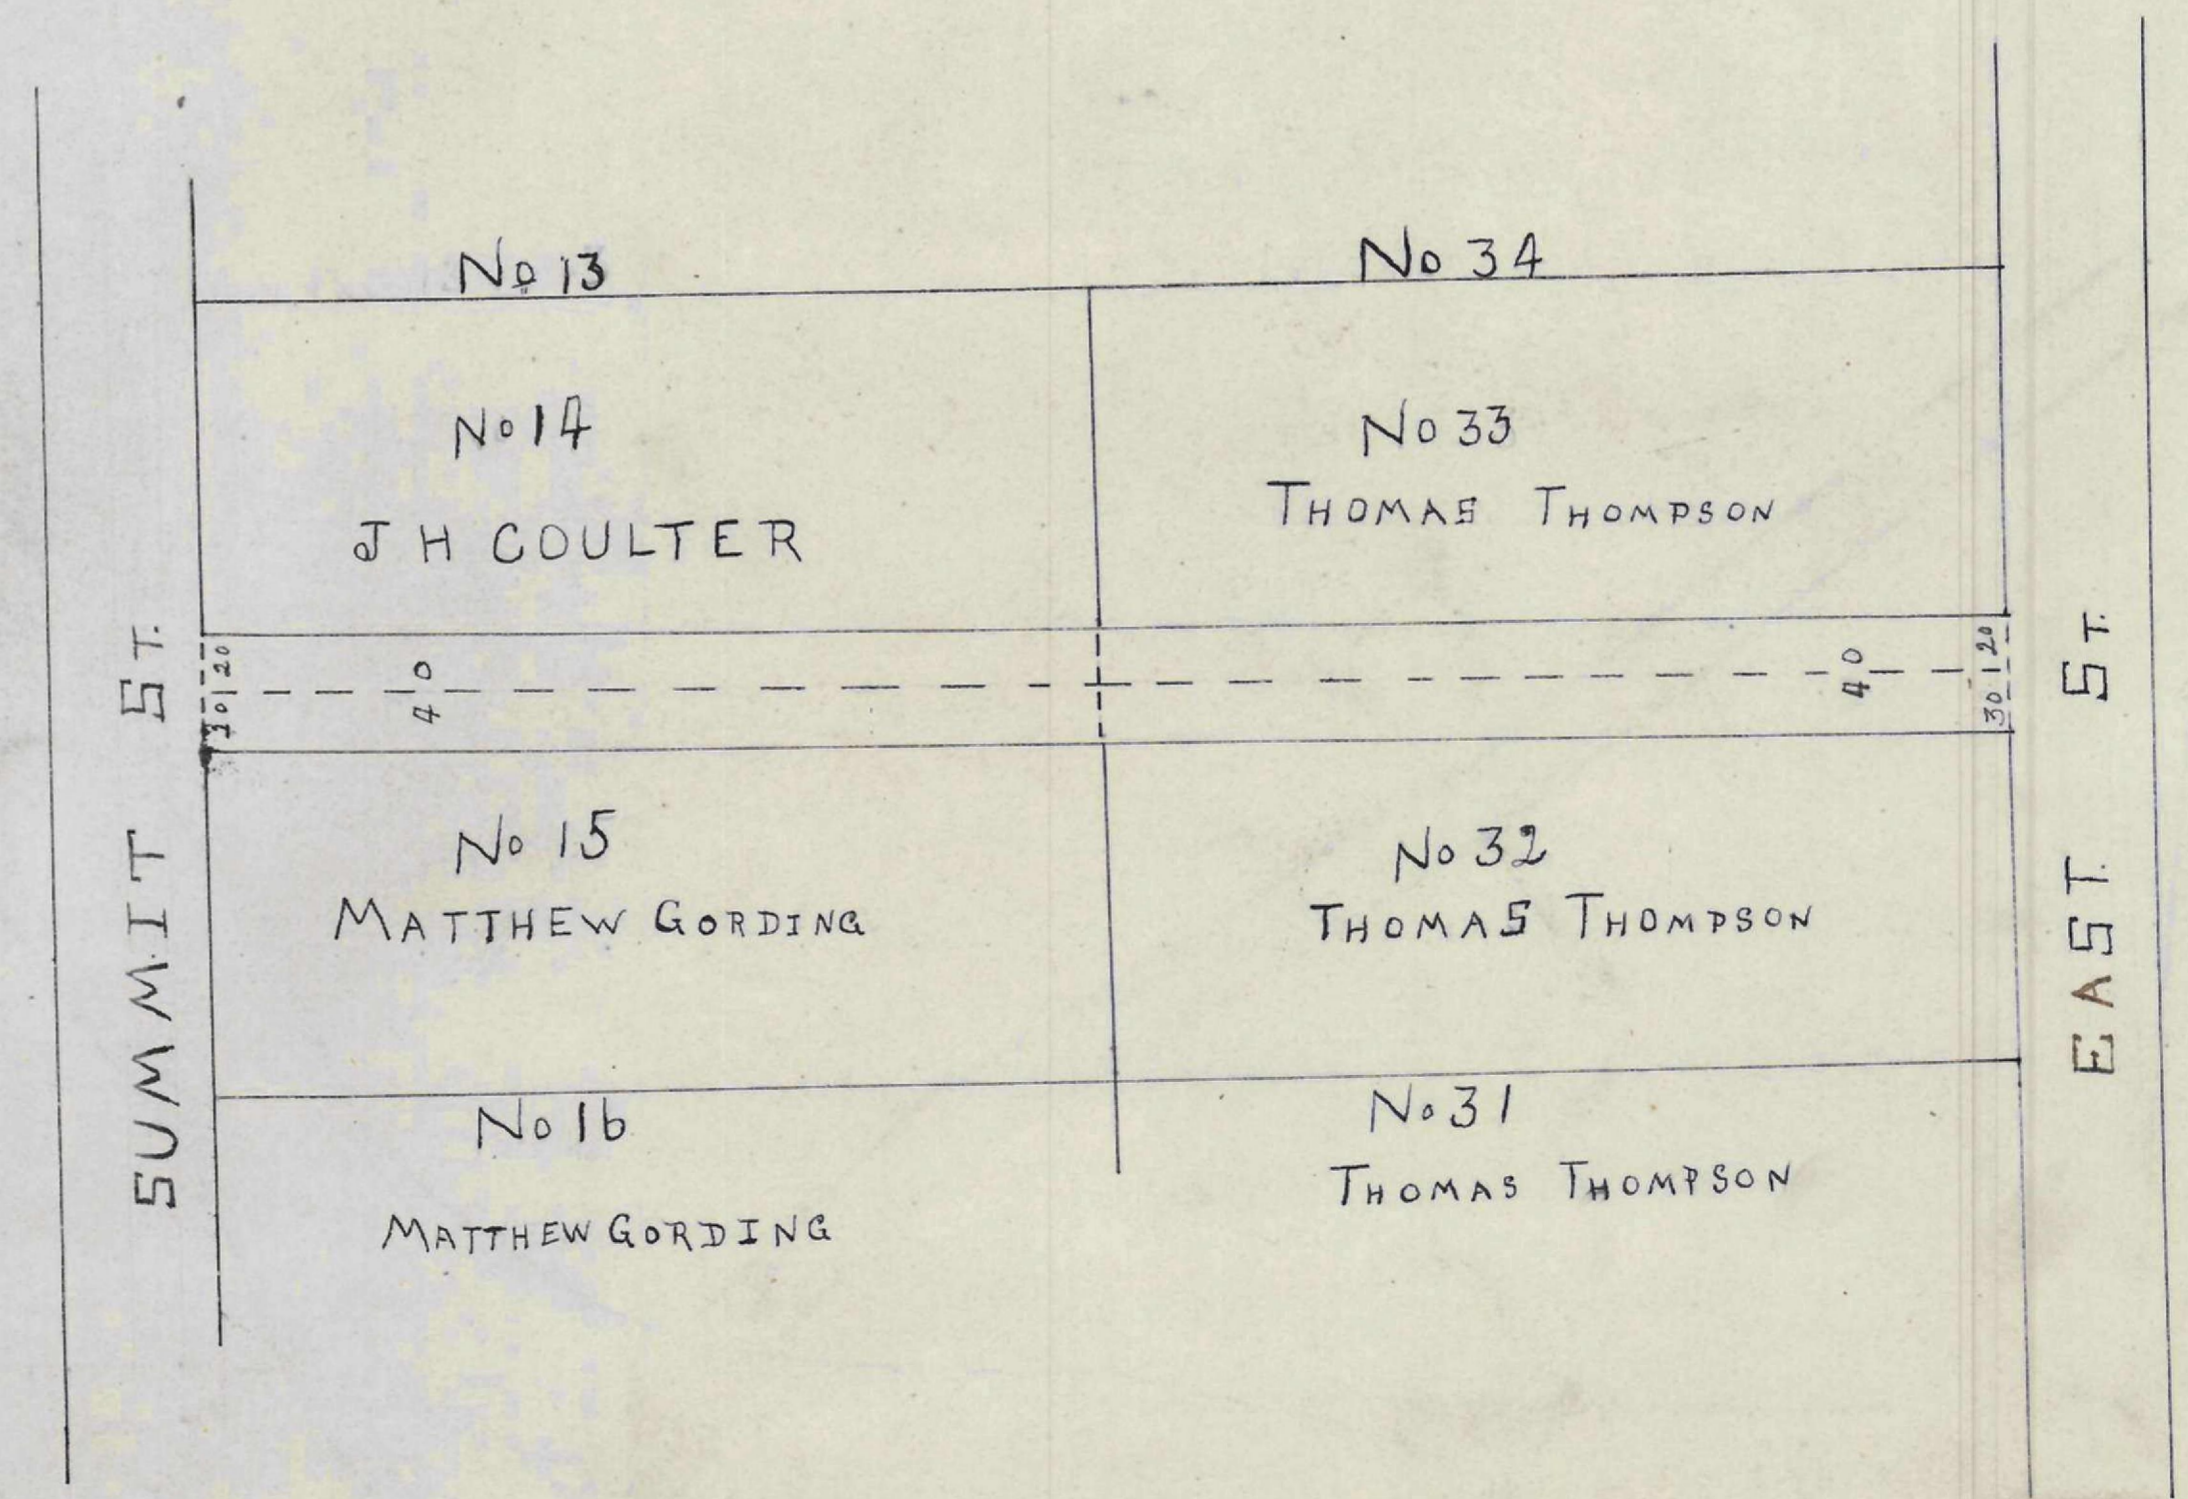 No 13
No 34
No 14
J H COULTER
No 33
THOMAS THOMPSON
SUMMIT ST.
30 20
40
40
30 20
EAST ST.
No 15
MATTHEW GORDING
No 32
THOMAS THOMPSON
No 16
MATTHEW GORDING
No 31
THOMAS THOMPSON